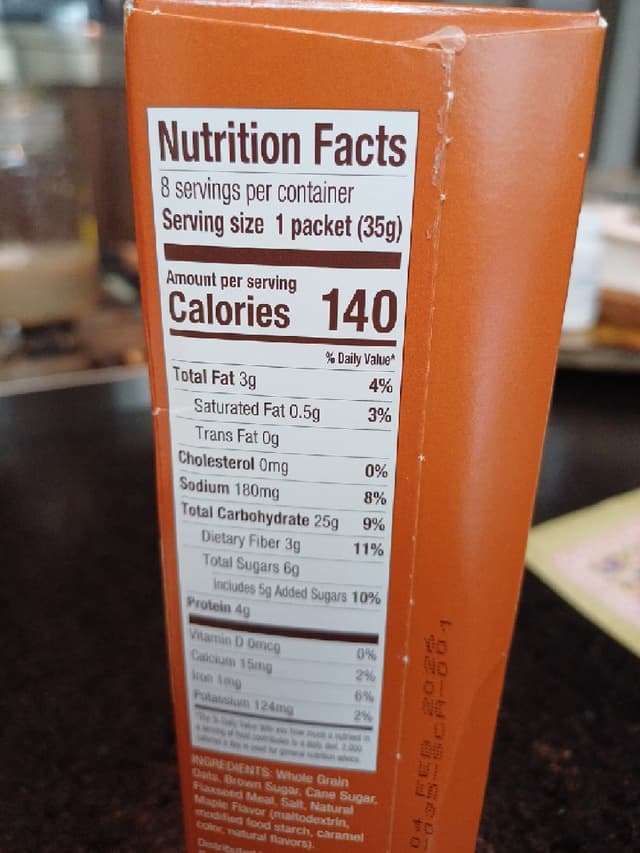 Nutrition Facts
8 servings per container
Serving size 1 packet (35g)
Amount per serving
Calories 140
% Daily Value*
Total Fat 3g 4%
Saturated Fat 0.5g 3%
Trans Fat 0g
Cholesterol 0mg 0%
Sodium 180mg 8%
Total Carbohydrate 25g 9%
Dietary Fiber 3g 11%
Total Sugars 6g
Includes 5g Added Sugars 10%
Protein 4g
Vitamin D 0mcg 0%
Calcium 15mg 2%
Iron 1mg 6%
Potassium 124mg 2%
INGREDIENTS: Whole Grain
Oats, Brown Sugar, Cane Sugar,
Flaxseed Meal, Salt, Natural
Maple Flavor (maltodextrin,
modified food starch, caramel
color, natural flavors).
Distributed
04 FEB 2026